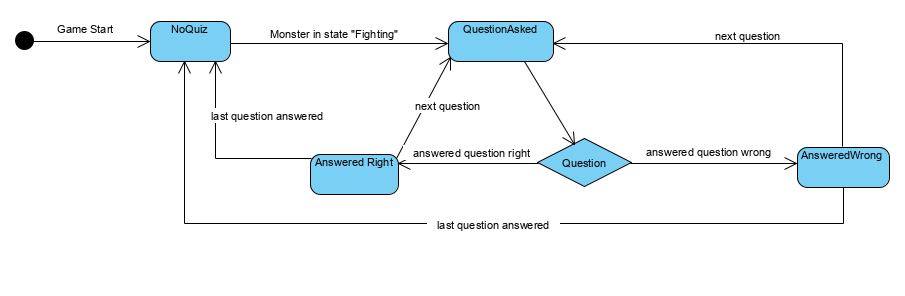 Game Start
NoQuiz
Monster in state "Fighting"
QuestionAsked
next question
last question answered
next question
Answered Right
answered question right
Question
answered question wrong
AnsweredWrong
last question answered